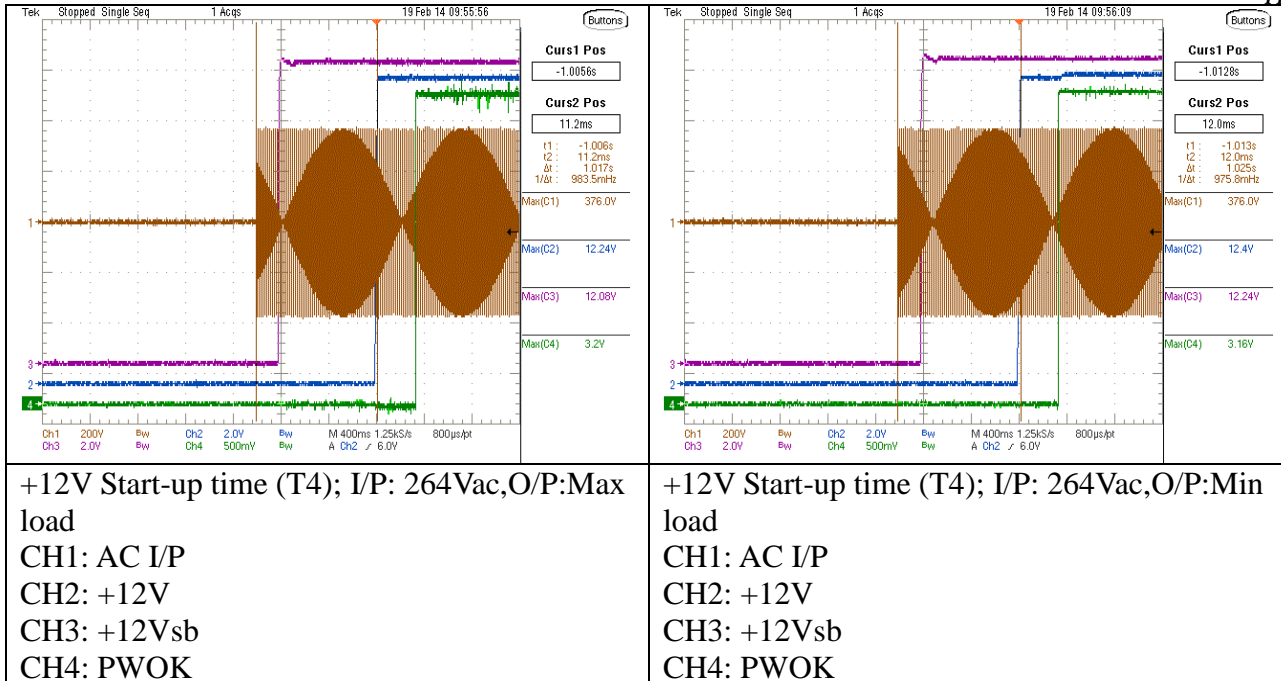 Tek Stopped Single Seq 1 Acqs 19 Feb 14 09:55:56
Buttons
Curs1 Pos
-1.0056s
Curs2 Pos
11.2ms
t1 : -1.006s
t2 : 11.2ms
Δt : 1.017s
1/Δt : 983.5mHz
Max(C1) 376.0V
Max(C2) 12.24V
Max(C3) 12.08V
Max(C4) 3.2V
1
3
2
4
Ch1 200V Bw Ch2 2.0V Bw M 400ms 1.25kS/s 800µs/pt
Ch3 2.0V Bw Ch4 500mV Bw A Ch2 ∕ 6.0V
+12V Start-up time (T4); I/P: 264Vac,O/P:Max
load
CH1: AC I/P
CH2: +12V
CH3: +12Vsb
CH4: PWOK
Tek Stopped Single Seq 1 Acqs 19 Feb 14 09:56:09
Buttons
Curs1 Pos
-1.0128s
Curs2 Pos
12.0ms
t1 : -1.013s
t2 : 12.0ms
Δt : 1.025s
1/Δt : 975.8mHz
Max(C1) 376.0V
Max(C2) 12.4V
Max(C3) 12.24V
Max(C4) 3.16V
1
3
2
4
Ch1 200V Bw Ch2 2.0V Bw M 400ms 1.25kS/s 800µs/pt
Ch3 2.0V Bw Ch4 500mV Bw A Ch2 ∕ 6.0V
+12V Start-up time (T4); I/P: 264Vac,O/P:Min
load
CH1: AC I/P
CH2: +12V
CH3: +12Vsb
CH4: PWOK